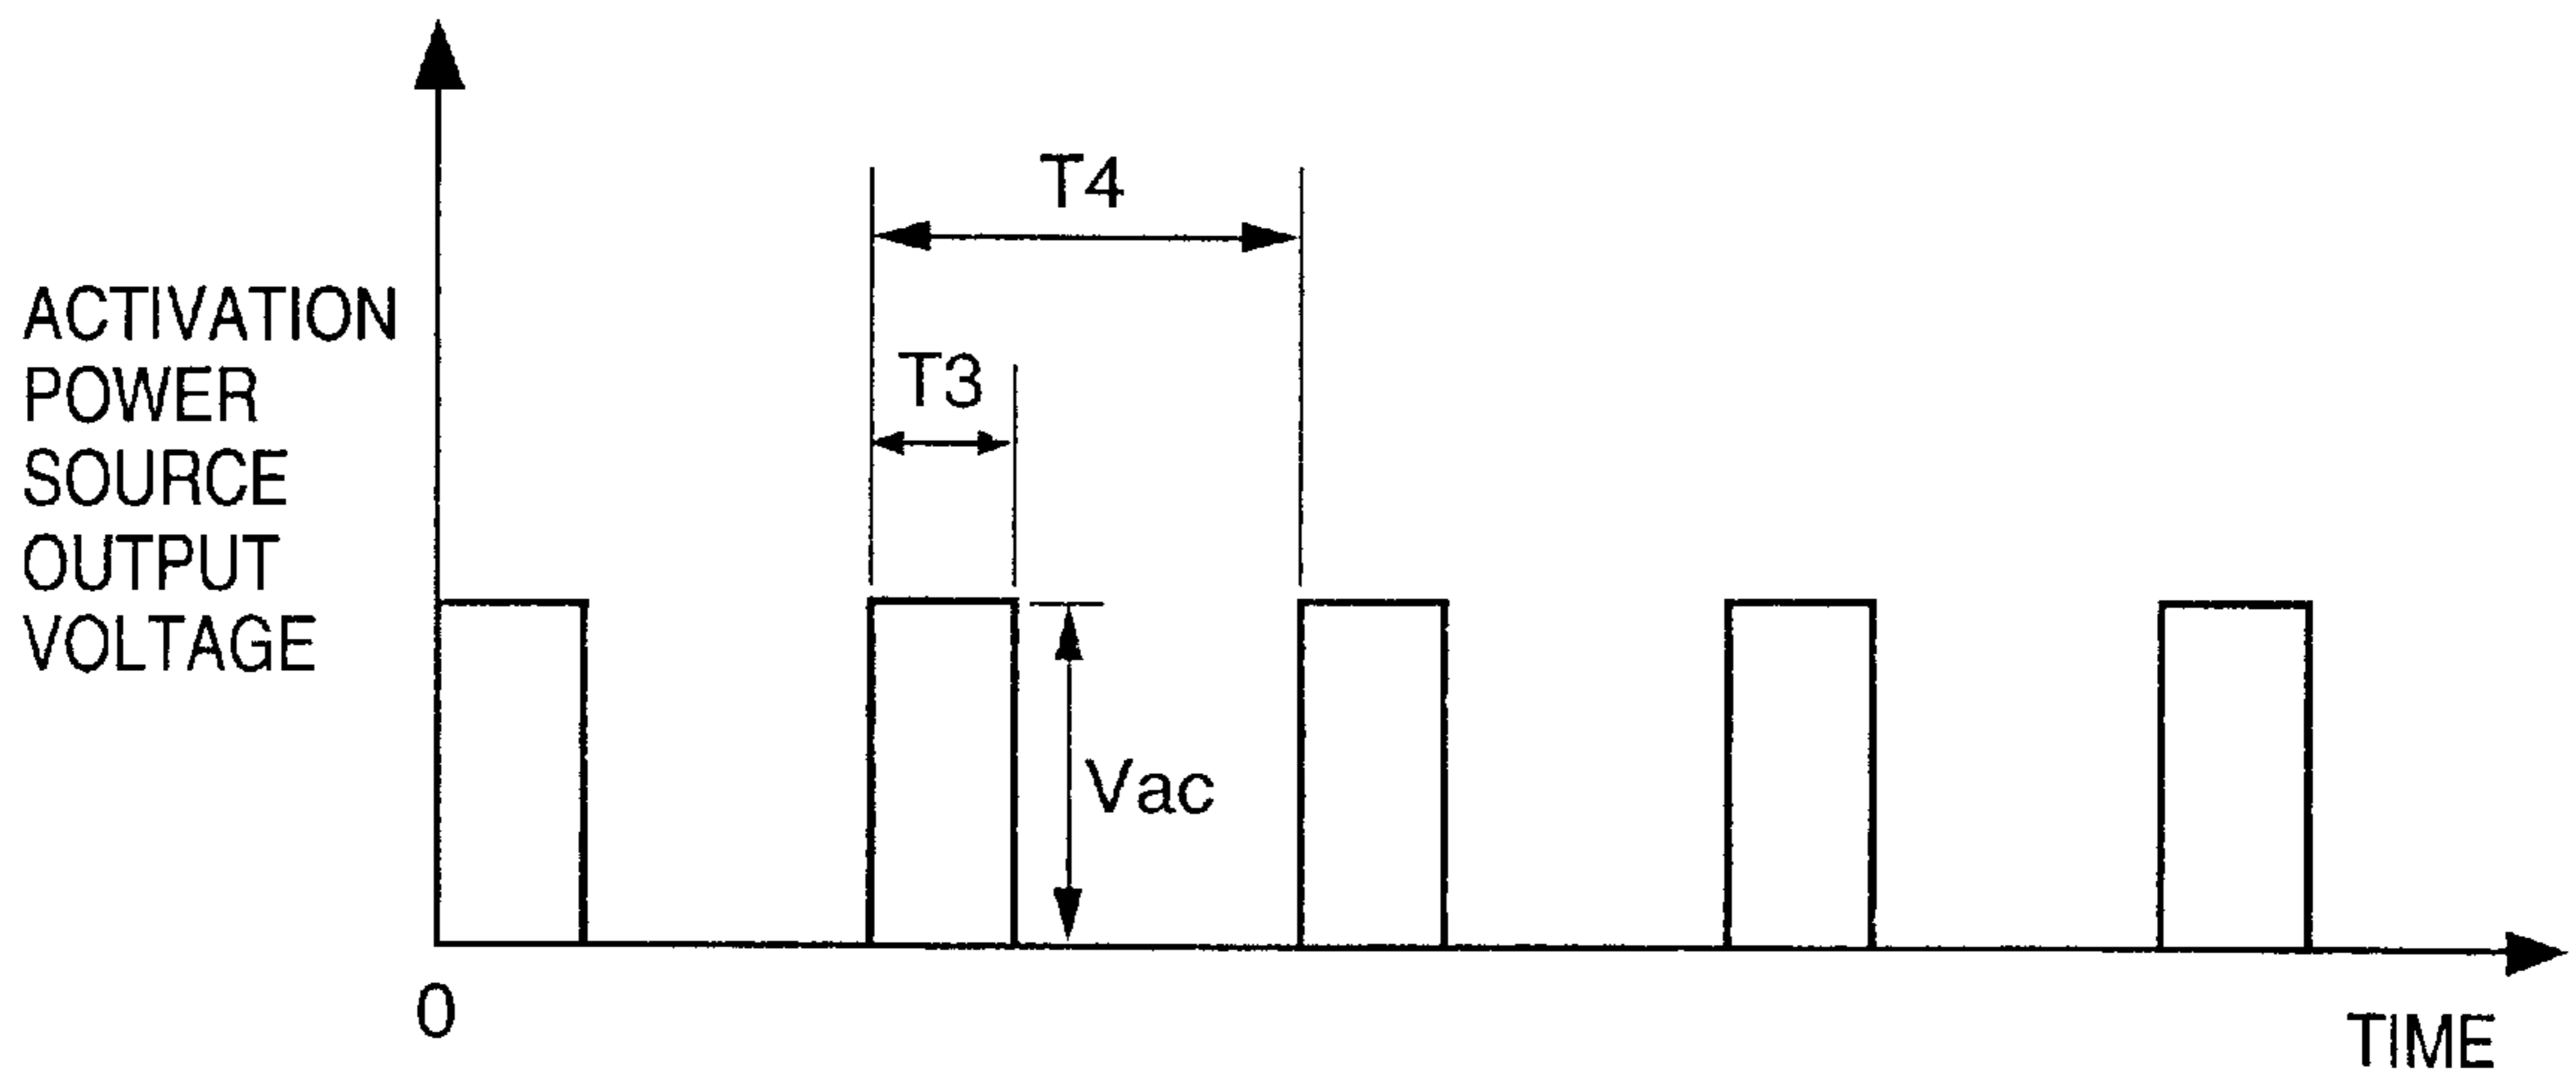 T4
T3
ACTIVATION
POWER
SOURCE
OUTPUT
VOLTAGE
Vac
0
TIME